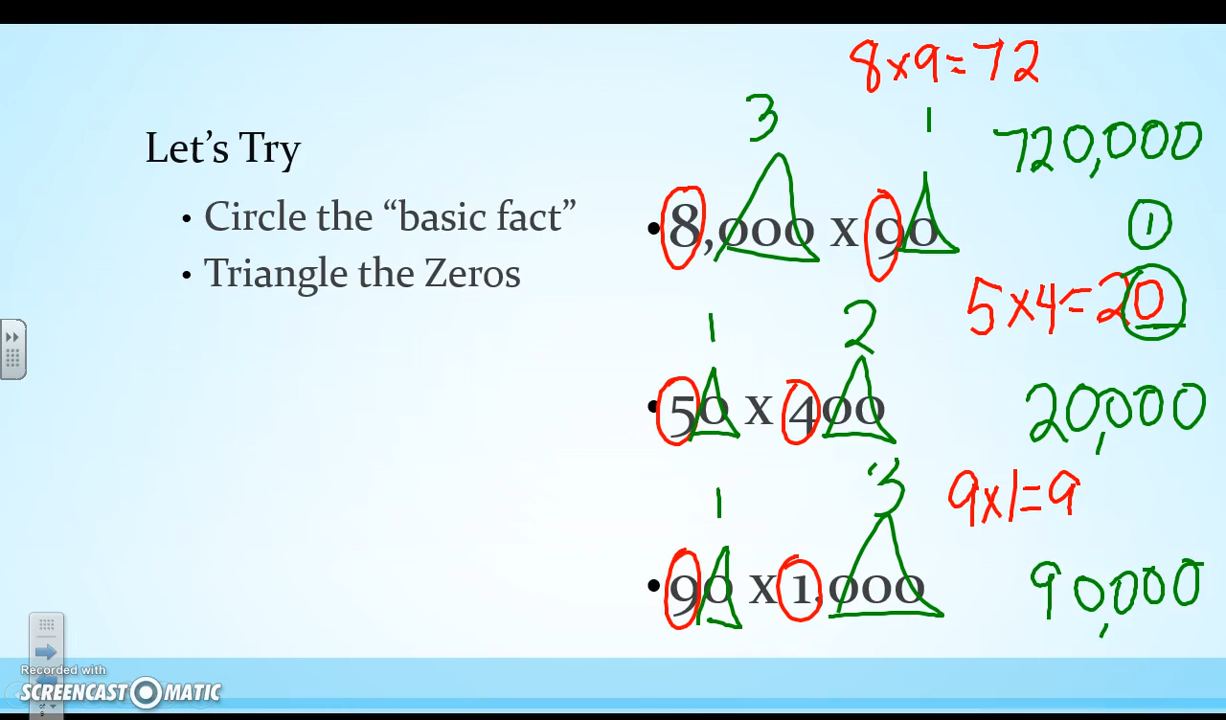 8x9=72
3 1
720,000
Let's Try
• Circle the "basic fact"
• Triangle the Zeros
• 8,000 x 90
1
5x4=20
1 2
• 50 x 400
20,000
9x1=9
1 3
• 90 x 1,000
90,000
Recorded with
SCREENCAST MATIC